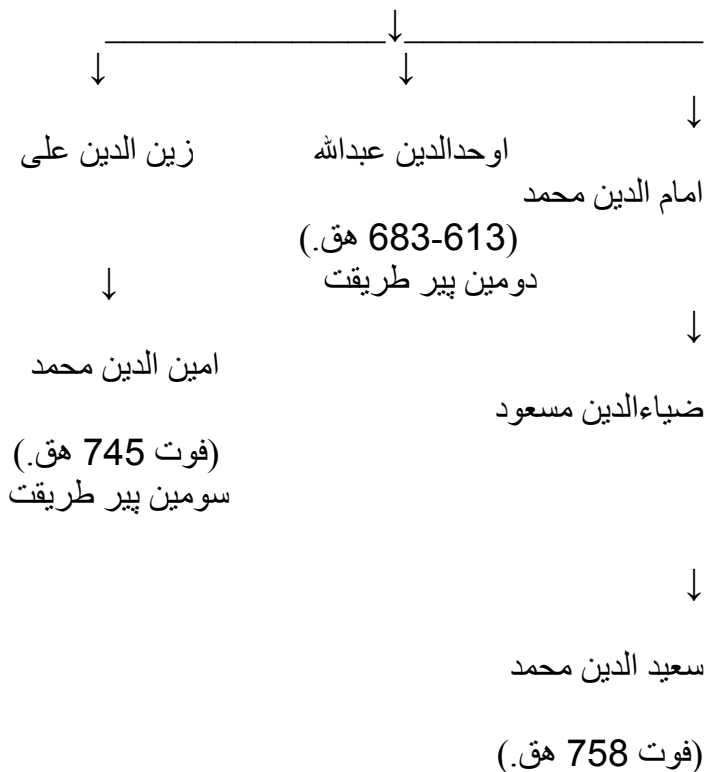 اوحدالدین عبدالله زین الدین علی
امام الدین محمد
(613-683 هق.)
دومین پیر طریقت
امین الدین محمد
ضیاءالدین مسعود
(فوت 745 هق.)
سومین پیر طریقت
سعید الدین محمد
(فوت 758 هق.)